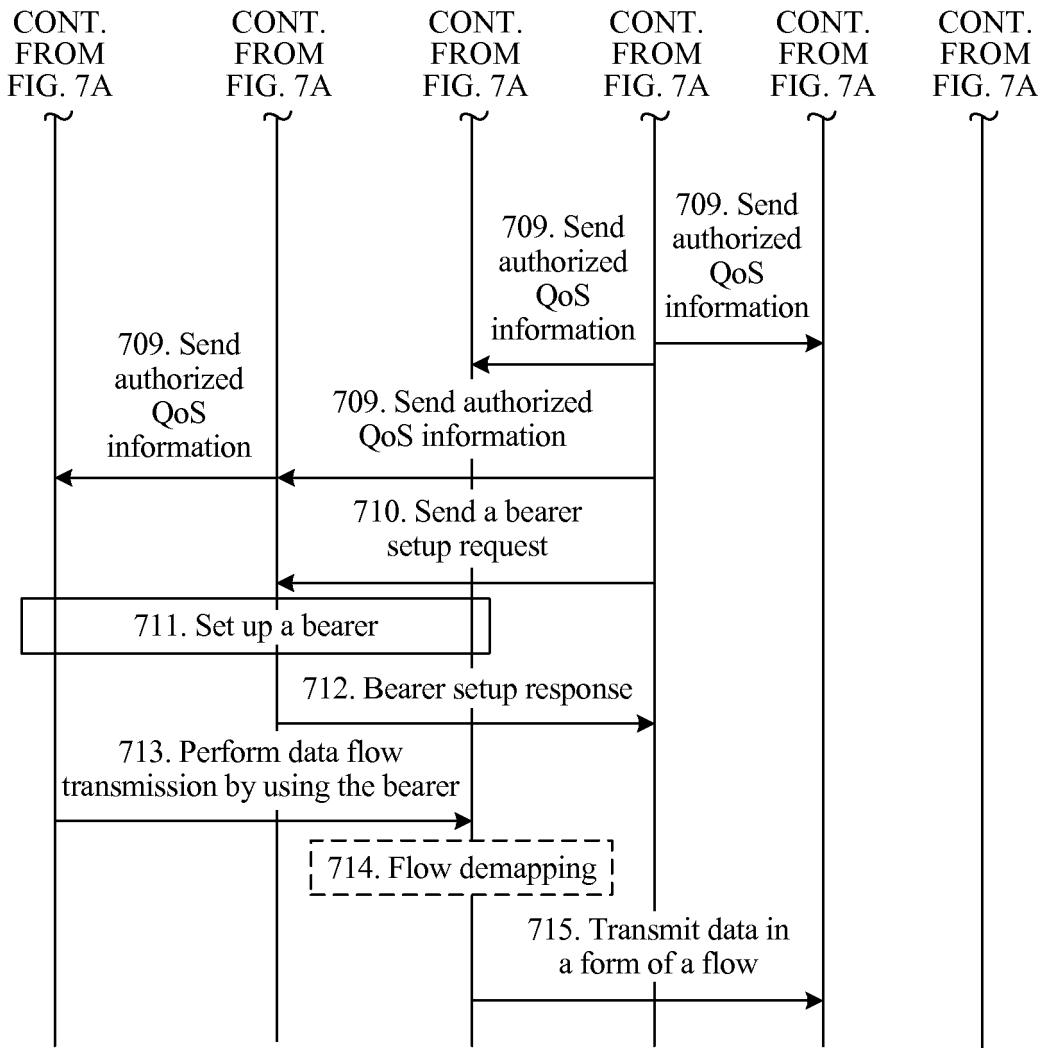 CONT.
FROM
FIG. 7A
CONT.
FROM
FIG. 7A
CONT.
FROM
FIG. 7A
CONT.
FROM
FIG. 7A
CONT.
FROM
FIG. 7A
CONT.
FROM
FIG. 7A
709. Send
authorized
QoS
information
709. Send
authorized
QoS
information
709. Send
authorized
QoS
information
709. Send authorized
QoS information
710. Send a bearer
setup request
711. Set up a bearer
712. Bearer setup response
713. Perform data flow
transmission by using the bearer
714. Flow demapping
715. Transmit data in
a form of a flow